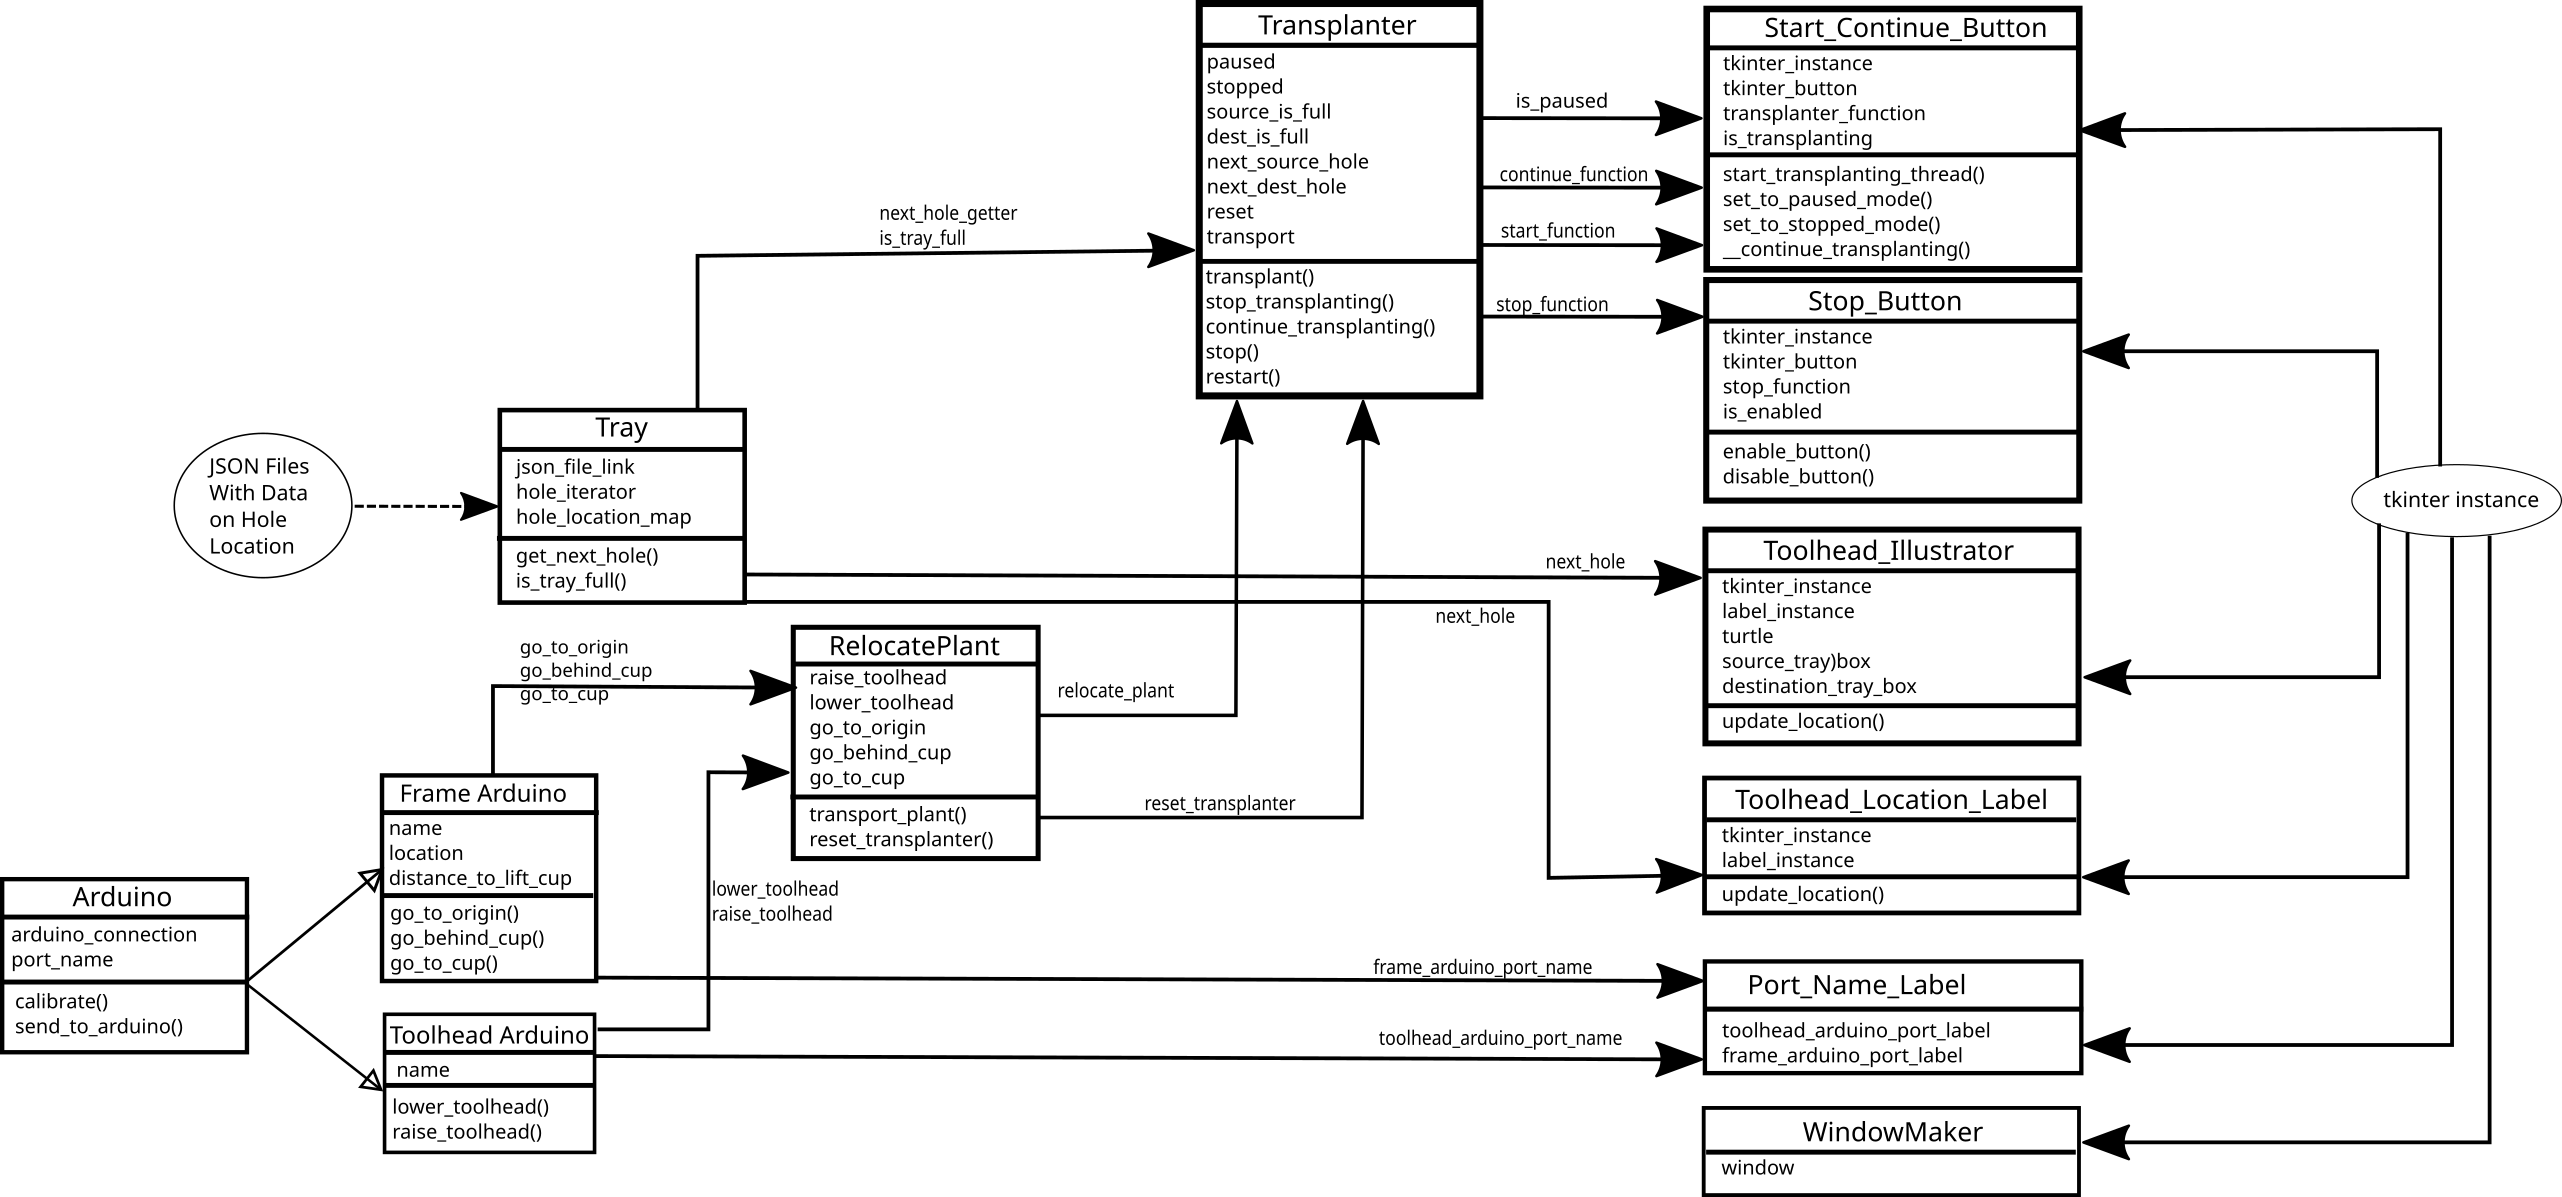 Transplanter
paused
stopped
source_is_full
dest_is_full
next_source_hole
next_dest_hole
reset
transport
transplant()
stop_transplanting()
continue_transplanting()
stop()
restart()
is_paused
continue_function
start_function
stop_function
Start_Continue_Button
tkinter_instance
tkinter_button
transplanter_function
is_transplanting
start_transplanting_thread()
set_to_paused_mode()
set_to_stopped_mode()
__continue_transplanting()
Stop_Button
tkinter_instance
tkinter_button
stop_function
is_enabled
enable_button()
disable_button()
next_hole_getter
is_tray_full
JSON Files
With Data
on Hole
Location
Tray
json_file_link
hole_iterator
hole_location_map
get_next_hole()
is_tray_full()
next_hole
next_hole
tkinter instance
Toolhead_Illustrator
tkinter_instance
label_instance
turtle
source_tray)box
destination_tray_box
update_location()
go_to_origin
go_behind_cup
go_to_cup
RelocatePlant
raise_toolhead
lower_toolhead
go_to_origin
go_behind_cup
go_to_cup
transport_plant()
reset_transplanter()
relocate_plant
reset_transplanter
Toolhead_Location_Label
tkinter_instance
label_instance
update_location()
Frame Arduino
name
location
distance_to_lift_cup
go_to_origin()
go_behind_cup()
go_to_cup()
lower_toolhead
raise_toolhead
Arduino
arduino_connection
port_name
calibrate()
send_to_arduino()
frame_arduino_port_name
Port_Name_Label
toolhead_arduino_port_label
frame_arduino_port_label
Toolhead Arduino
name
lower_toolhead()
raise_toolhead()
toolhead_arduino_port_name
WindowMaker
window